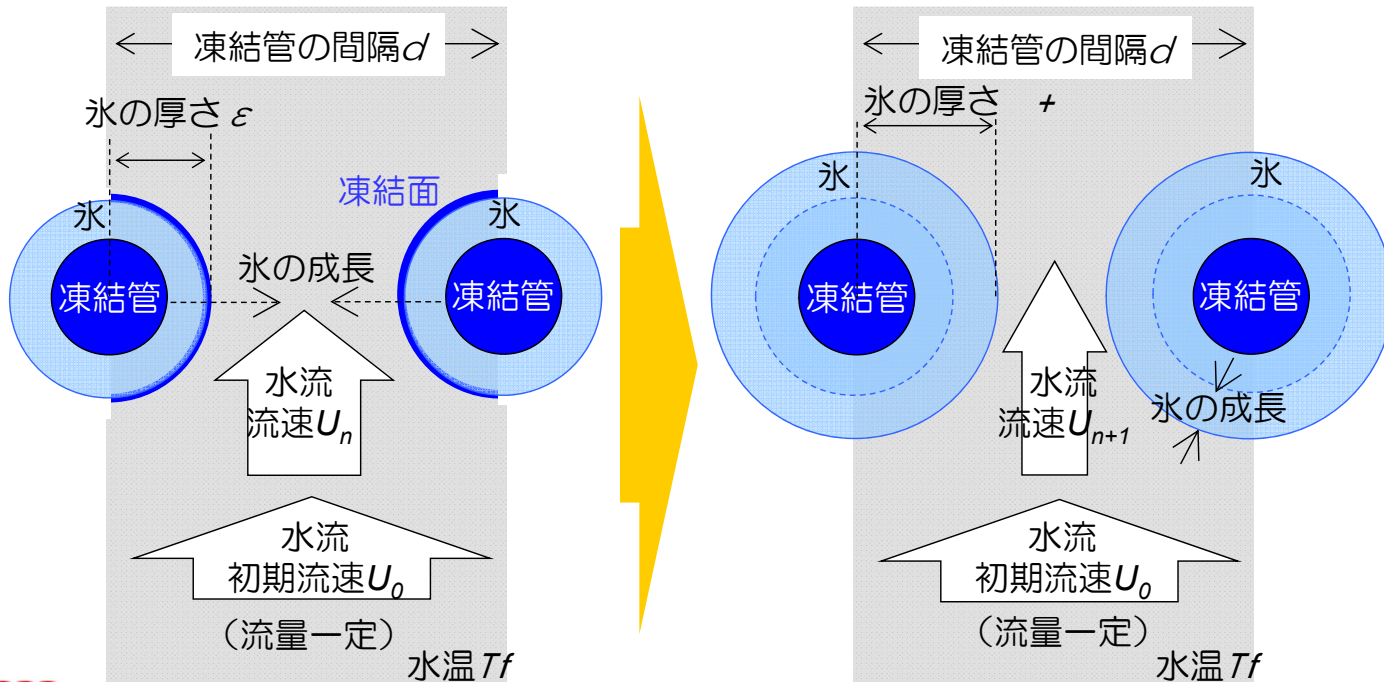 凍結管の間隔d
氷の厚さ ε
凍結面
氷
氷
凍結管
氷の成長
凍結管
水流
流速Un
水流
初期流速U0
（流量一定）
水温Tf
凍結管の間隔d
氷の厚さ +
氷
氷
凍結管
凍結管
水流
流速Un+1
氷の成長
水流
初期流速U0
（流量一定）
水温Tf